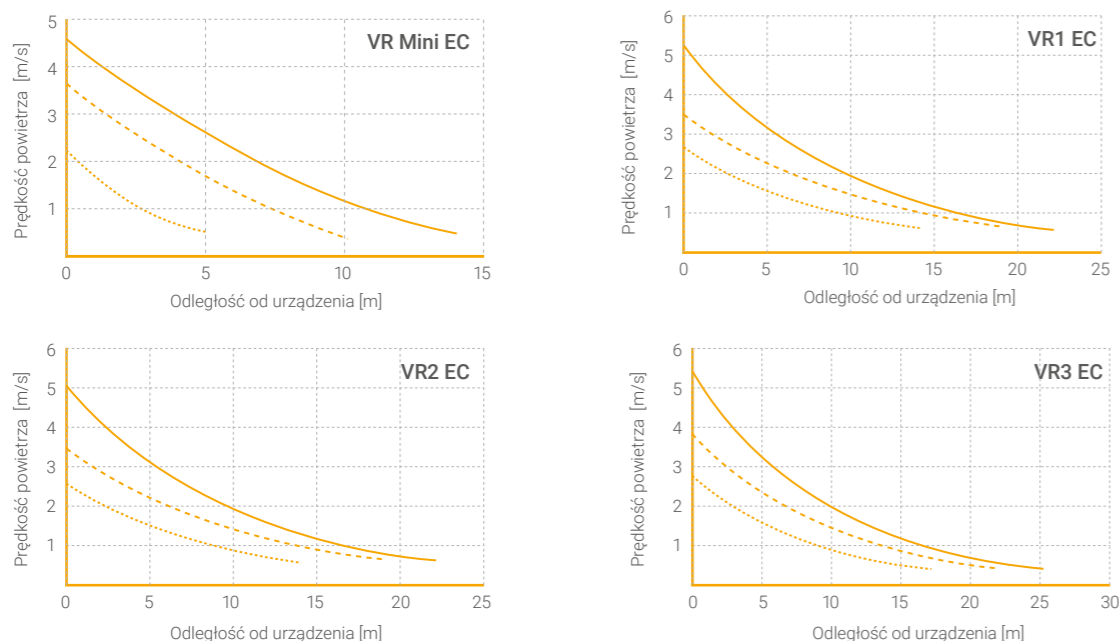 VR Mini EC
Prędkość powietrza [m/s]
5
4
3
2
1
0 5 10 15
Odległość od urządzenia [m]
VR1 EC
Prędkość powietrza [m/s]
6
5
4
3
2
1
0 5 10 15 20 25
Odległość od urządzenia [m]
VR2 EC
Prędkość powietrza [m/s]
6
5
4
3
2
1
0 5 10 15 20 25
Odległość od urządzenia [m]
VR3 EC
Prędkość powietrza [m/s]
6
5
4
3
2
1
0 5 10 15 20 25 30
Odległość od urządzenia [m]